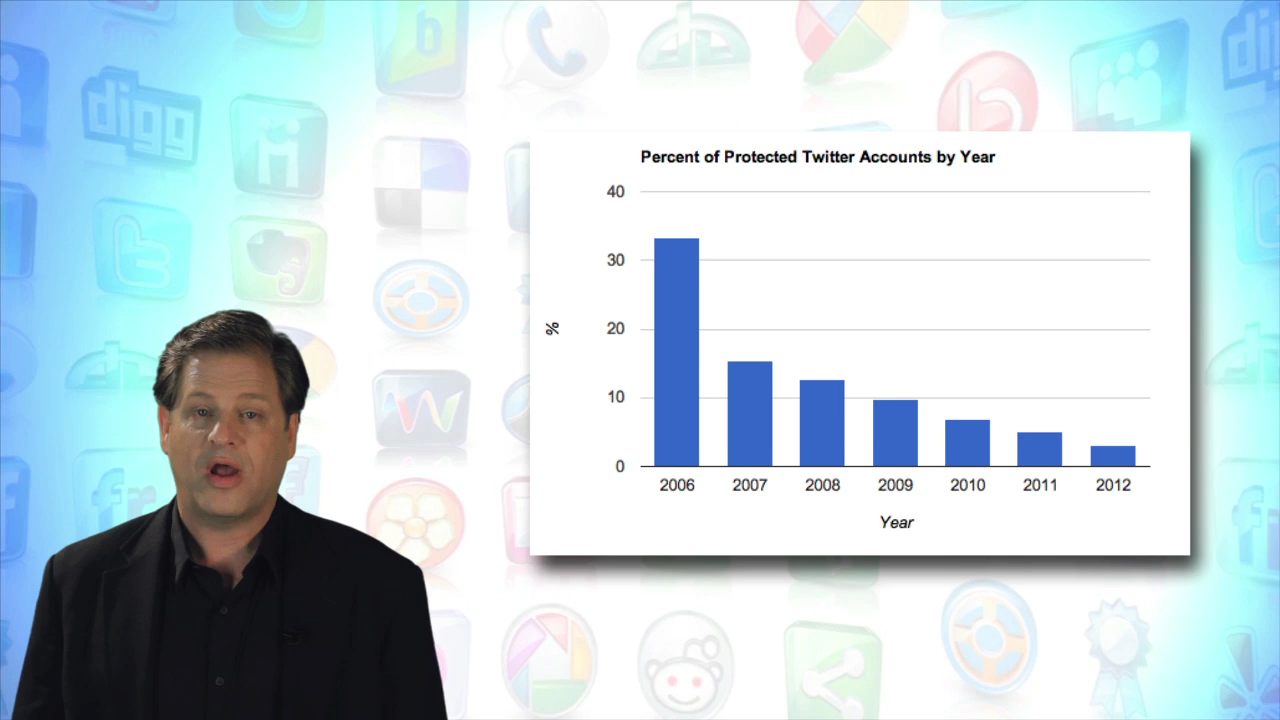 digg
Percent of Protected Twitter Accounts by Year
40
30
20
10
0
%
2006 2007 2008 2009 2010 2011 2012
Year